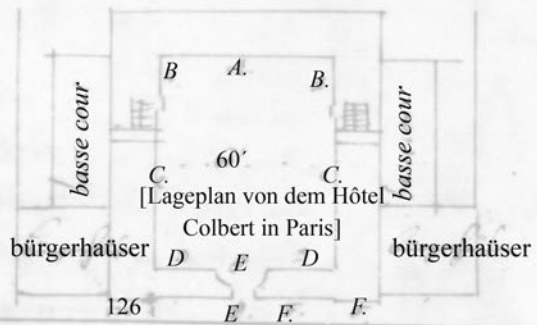 B A. B.
basse cour
basse cour
60´
C. C.
[Lageplan von dem Hôtel
Colbert in Paris]
bürgerhaüser
bürgerhaüser
D E D
126
E F. F.